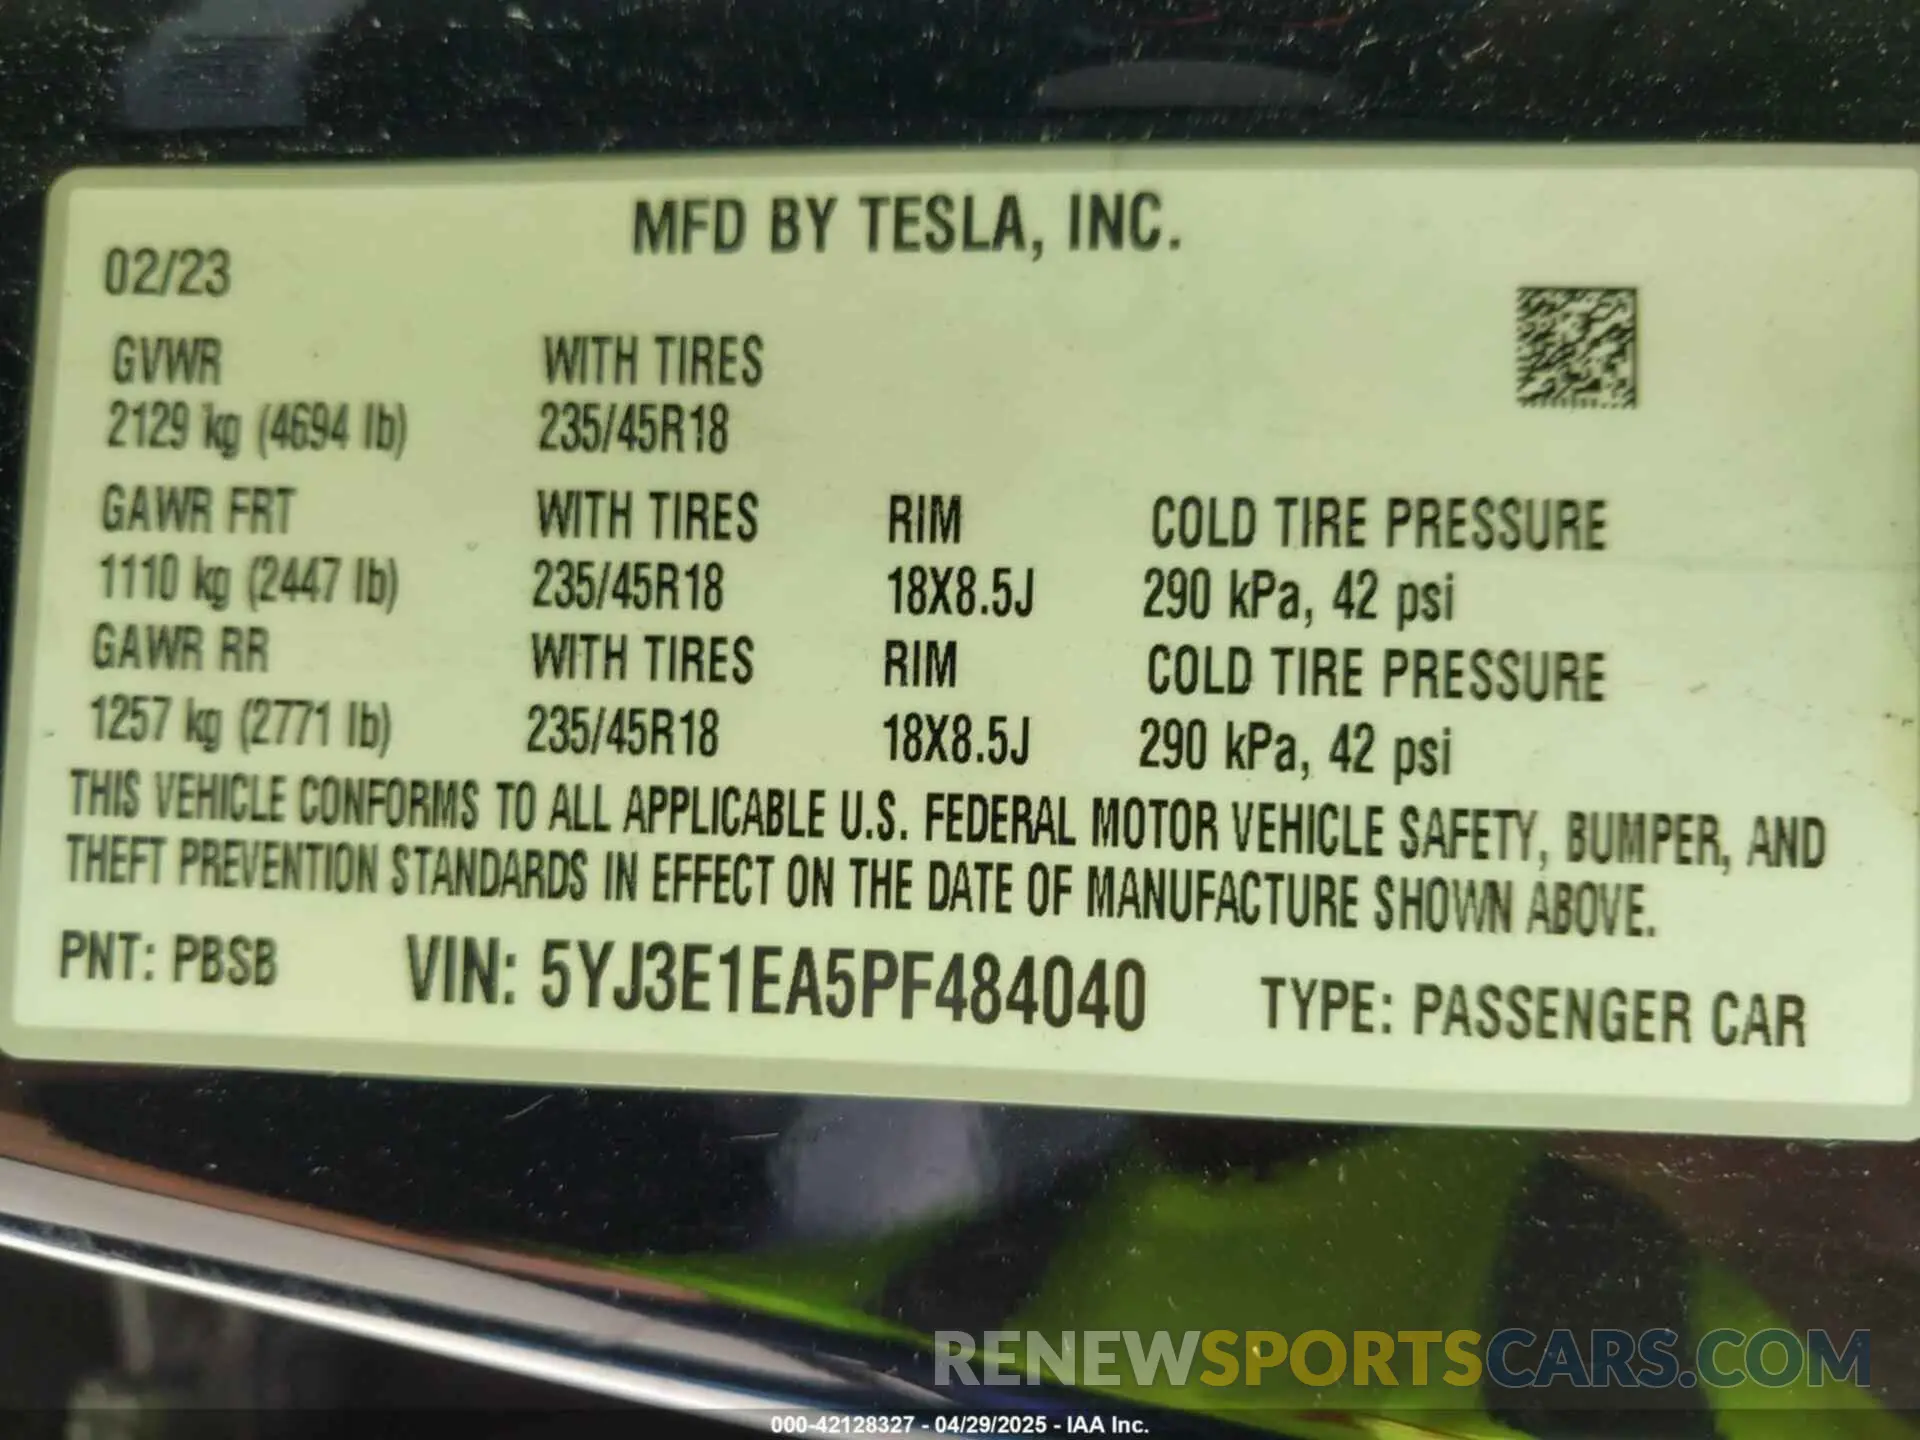 MFD BY TESLA, INC.
02/23
GVWR WITH TIRES
2129 kg (4694 lb) 235/45R18
GAWR FRT WITH TIRES RIM COLD TIRE PRESSURE
1110 kg (2447 lb) 235/45R18 18X8.5J 290 kPa, 42 psi
GAWR RR WITH TIRES RIM COLD TIRE PRESSURE
1257 kg (2771 lb) 235/45R18 18X8.5J 290 kPa, 42 psi
THIS VEHICLE CONFORMS TO ALL APPLICABLE U.S. FEDERAL MOTOR VEHICLE SAFETY, BUMPER, AND
THEFT PREVENTION STANDARDS IN EFFECT ON THE DATE OF MANUFACTURE SHOWN ABOVE.
PNT: PBSB VIN: 5YJ3E1EA5PF484040 TYPE: PASSENGER CAR
RENEWSPORTSCARS.COM
000-42128327 - 04/29/2025 - IAA Inc.